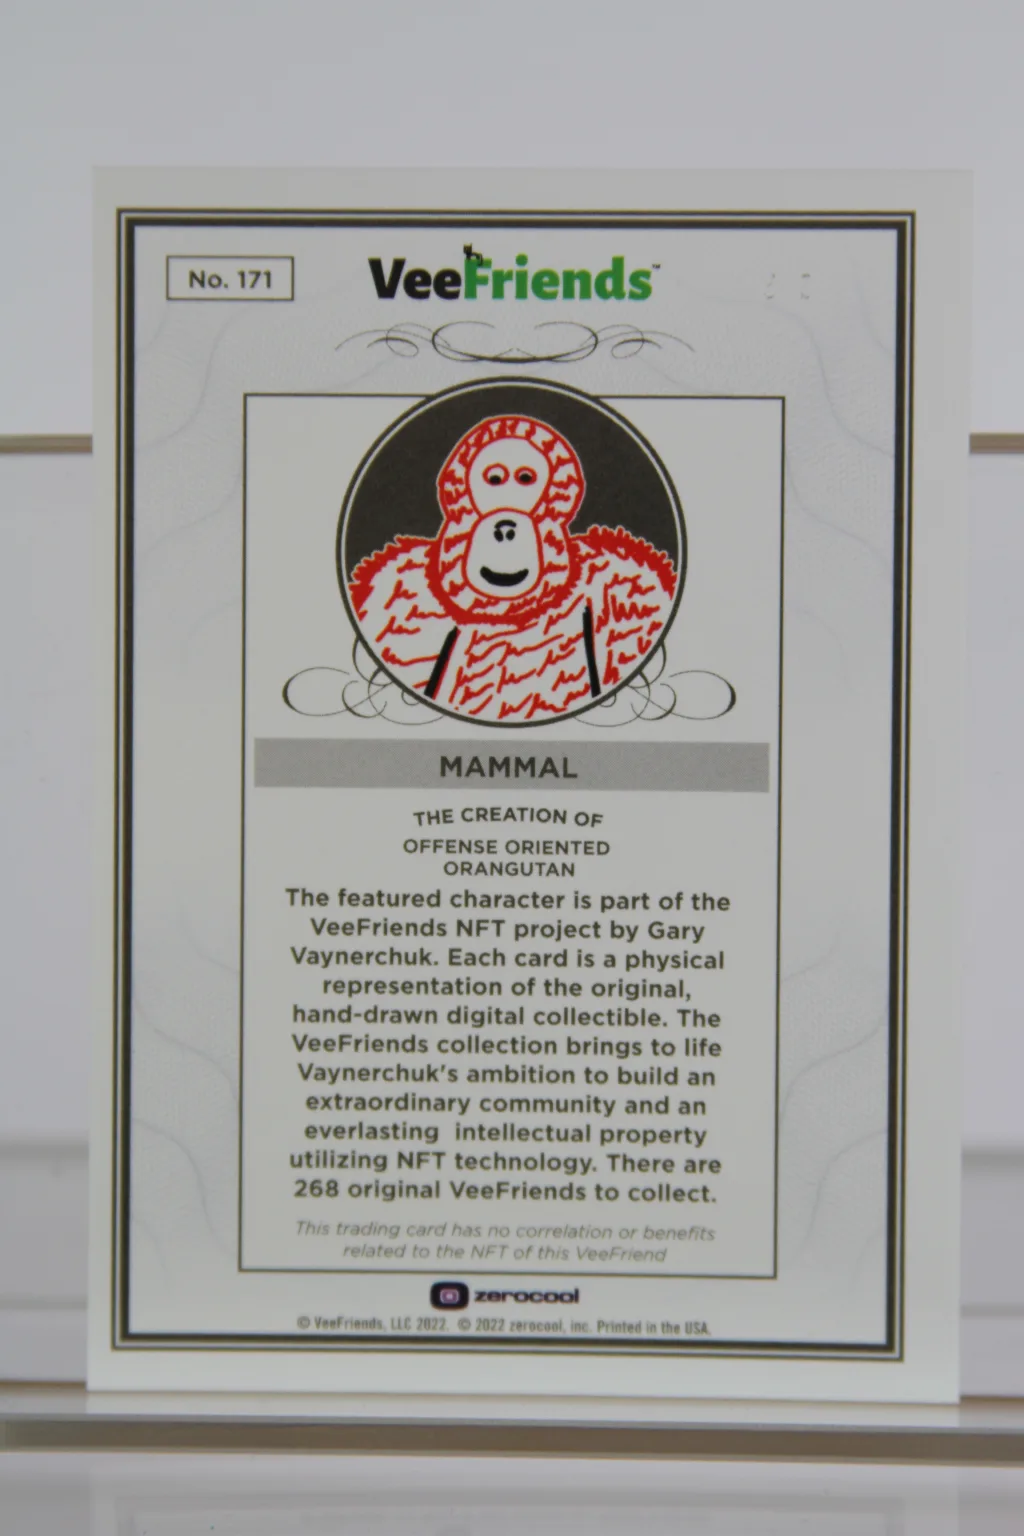 No. 171
VeeFriends™
MAMMAL
THE CREATION OF
OFFENSE ORIENTED
ORANGUTAN
The featured character is part of the
VeeFriends NFT project by Gary
Vaynerchuk. Each card is a physical
representation of the original,
hand-drawn digital collectible. The
VeeFriends collection brings to life
Vaynerchuk's ambition to build an
extraordinary community and an
everlasting intellectual property
utilizing NFT technology. There are
268 original VeeFriends to collect.
This trading card has no correlation or benefits
related to the NFT of this VeeFriend
zerocool
© VeeFriends, LLC 2022. © 2022 zerocool, inc. Printed in the USA.